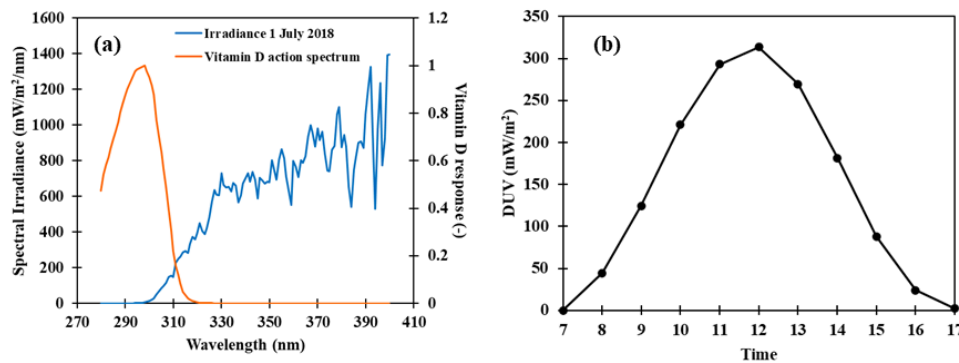 (a)
Irradiance 1 July 2018
Vitamin D action spectrum
Spectral Irradiance (mW/m²/nm)
1600
1400
1200
1000
800
600
400
200
0
270 290 310 330 350 370 390 410
Wavelength (nm)
1.2
1
0.8
0.6
0.4
0.2
0
Vitamin D response (-)
(b)
DUV (mW/m²)
350
300
250
200
150
100
50
0
7 8 9 10 11 12 13 14 15 16 17
Time